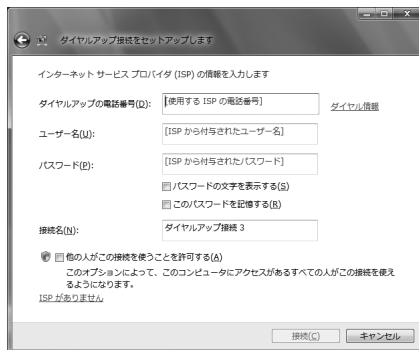 ダイヤルアップ接続をセットアップします
インターネット サービス プロバイダ (ISP) の情報を入力します
ダイヤルアップの電話番号(D):
[使用する ISP の電話番号]
ダイヤル情報
ユーザー名(U):
[ISP から付与されたユーザー名]
パスワード(P):
[ISP から付与されたパスワード]
パスワードの文字を表示する(S)
このパスワードを記憶する(R)
接続名(N):
ダイヤルアップ接続 3
他の人がこの接続を使うことを許可する(A)
このオプションによって、このコンピュータにアクセスがあるすべての人がこの接続を使え
るようになります。
ISP がありません
接続(C)
キャンセル